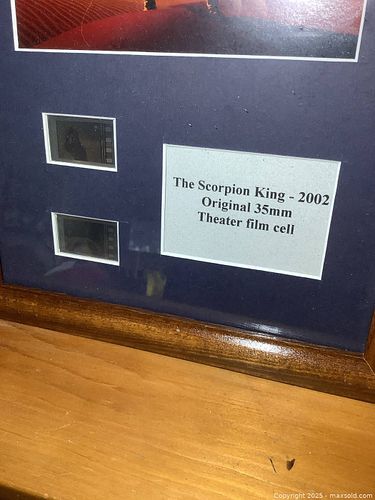 The Scorpion King - 2002
Original 35mm
Theater film cell
Copyright 2025 - maxsold.com